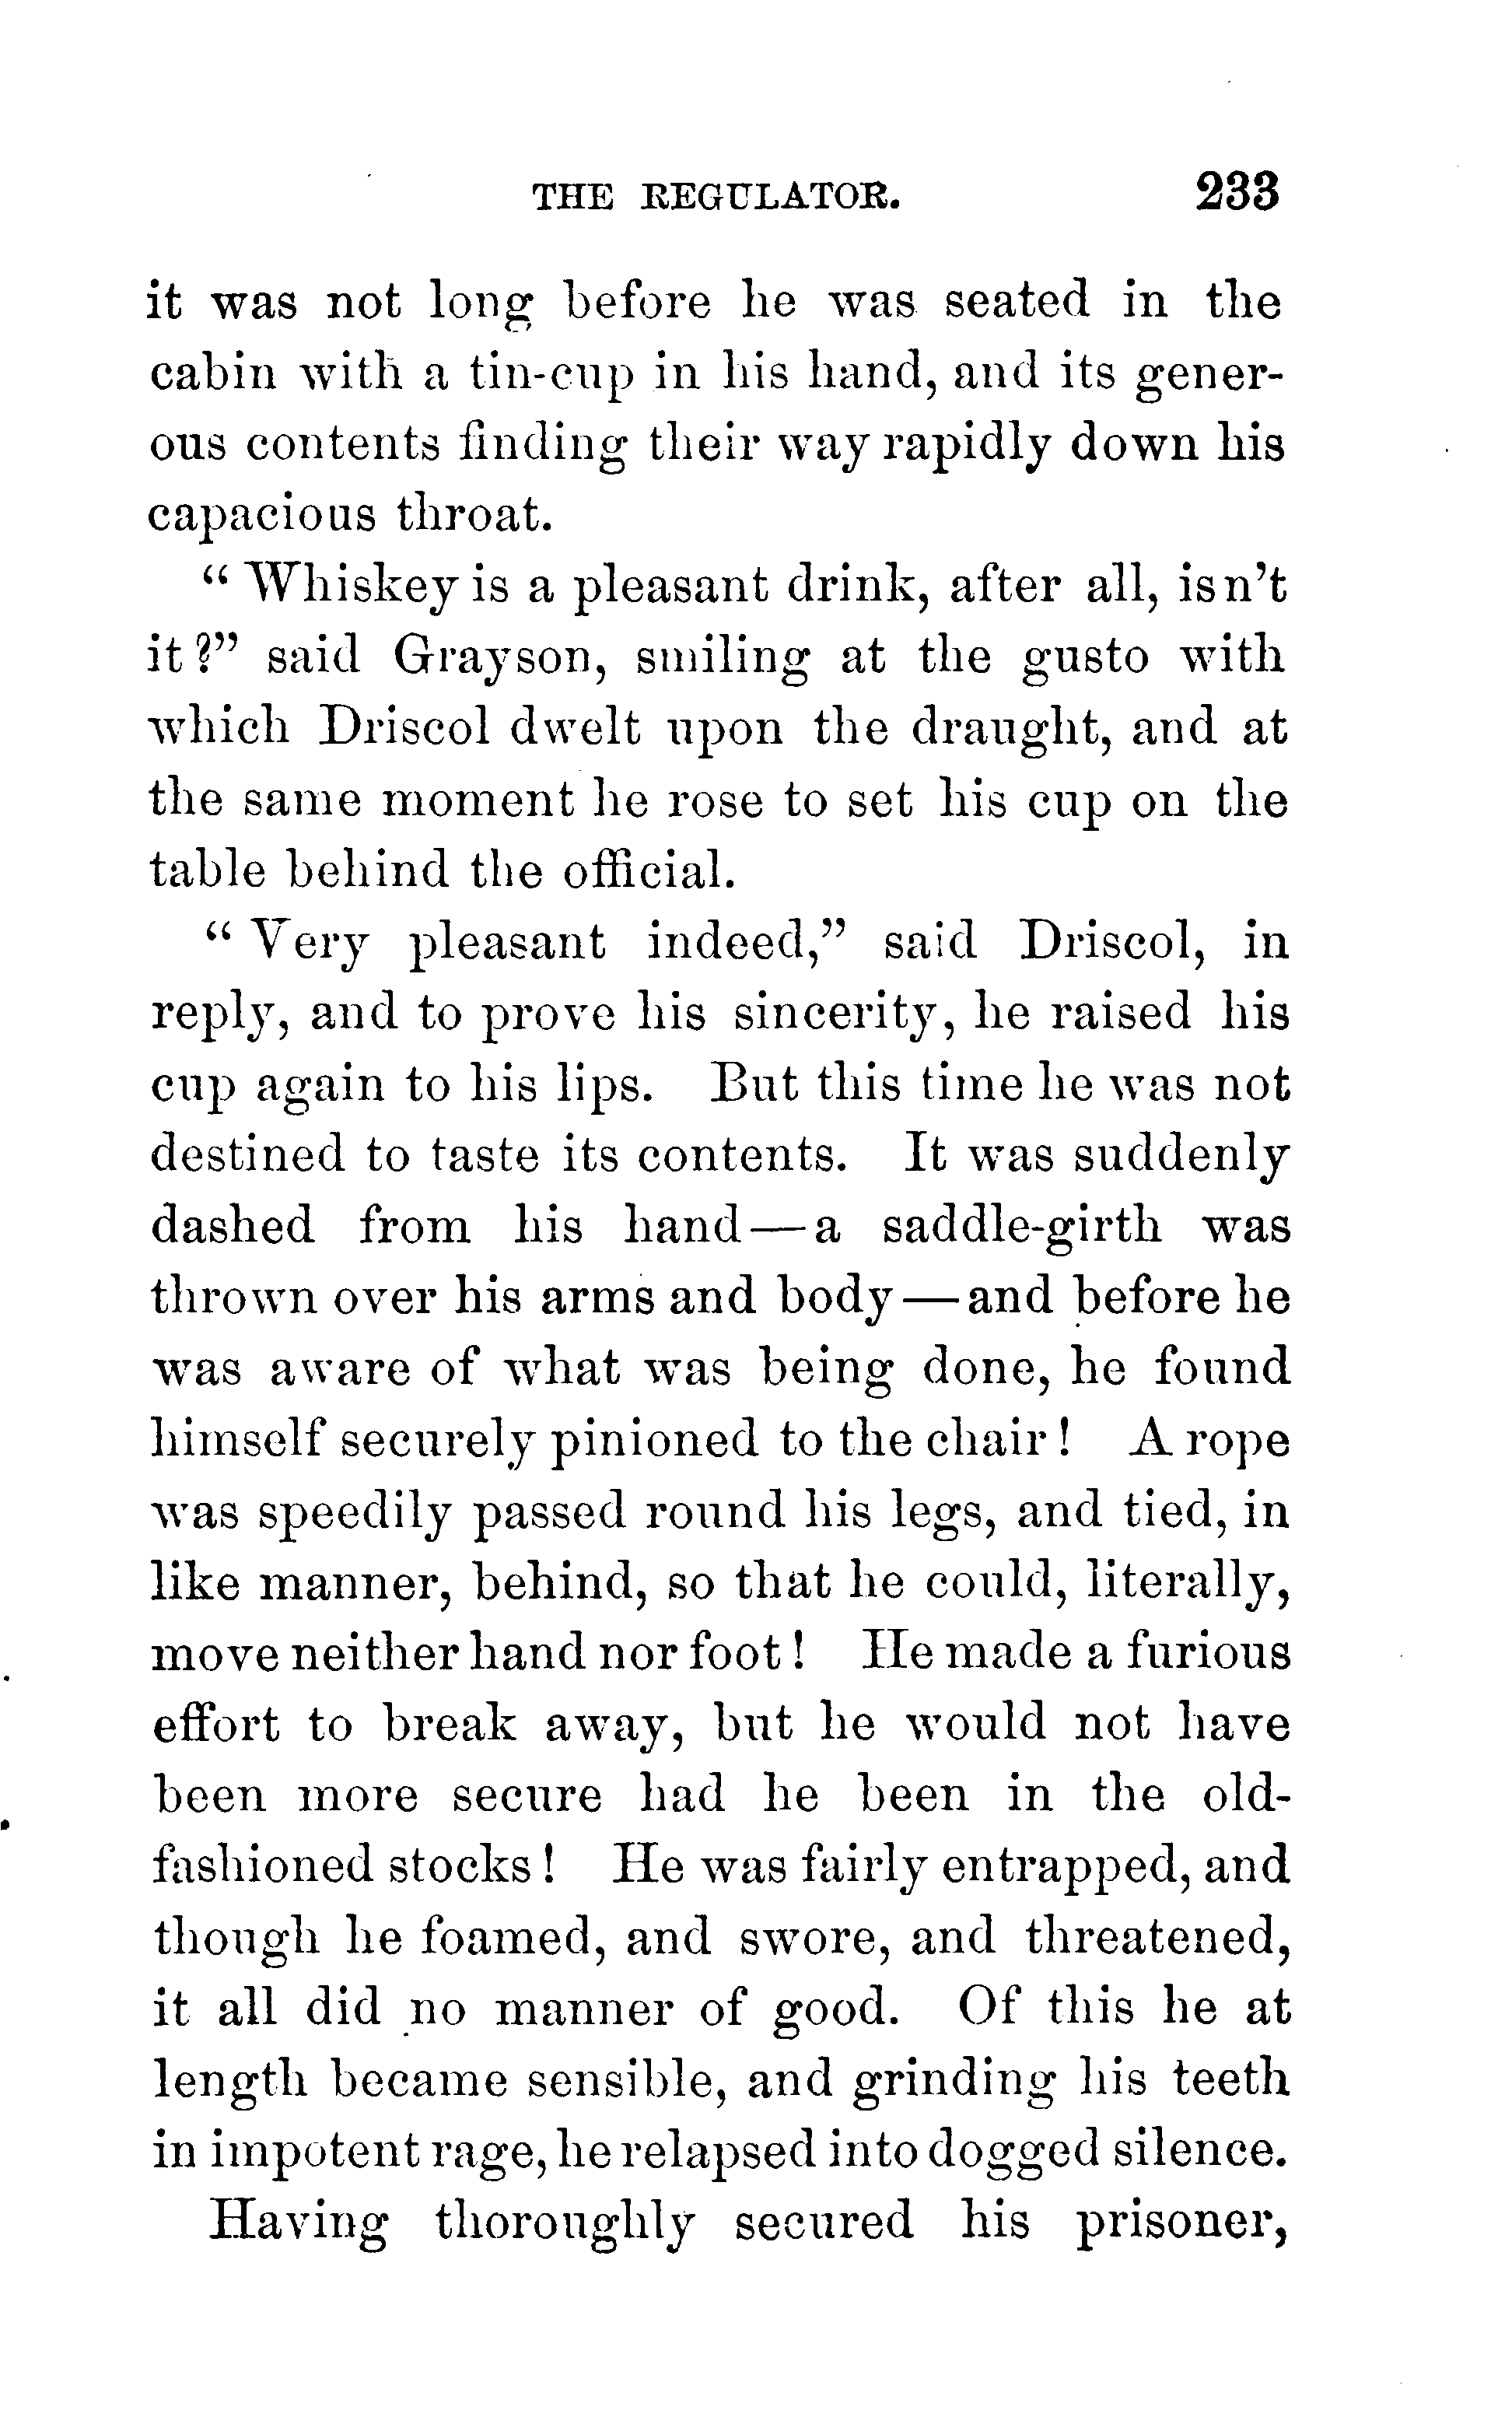 THE REGULATOR. 233
it was not long before he was seated in the
cabin with a tin-cup in his hand, and its gener-
ous contents finding their way rapidly down his
capacious throat.
“Whiskey is a pleasant drink, after all, isn’t
it?” said Grayson, smiling at the gusto with
which Driscol dwelt upon the draught, and at
the same moment he rose to set his cup on the
table behind the official.
“Very pleasant indeed,” said Driscol, in
reply, and to prove his sincerity, he raised his
cup again to his lips. But this time he was not
destined to taste its contents. It was suddenly
dashed from his hand—a saddle-girth was
thrown over his arms and body—and before he
was aware of what was being done, he found
himself securely pinioned to the chair! A rope
was speedily passed round his legs, and tied, in
like manner, behind, so that he could, literally,
move neither hand nor foot! He made a furious
effort to break away, but he would not have
been more secure had he been in the old-
fashioned stocks! He was fairly entrapped, and
though he foamed, and swore, and threatened,
it all did no manner of good. Of this he at
length became sensible, and grinding his teeth
in impotent rage, he relapsed into dogged silence.
Having thoroughly secured his prisoner,